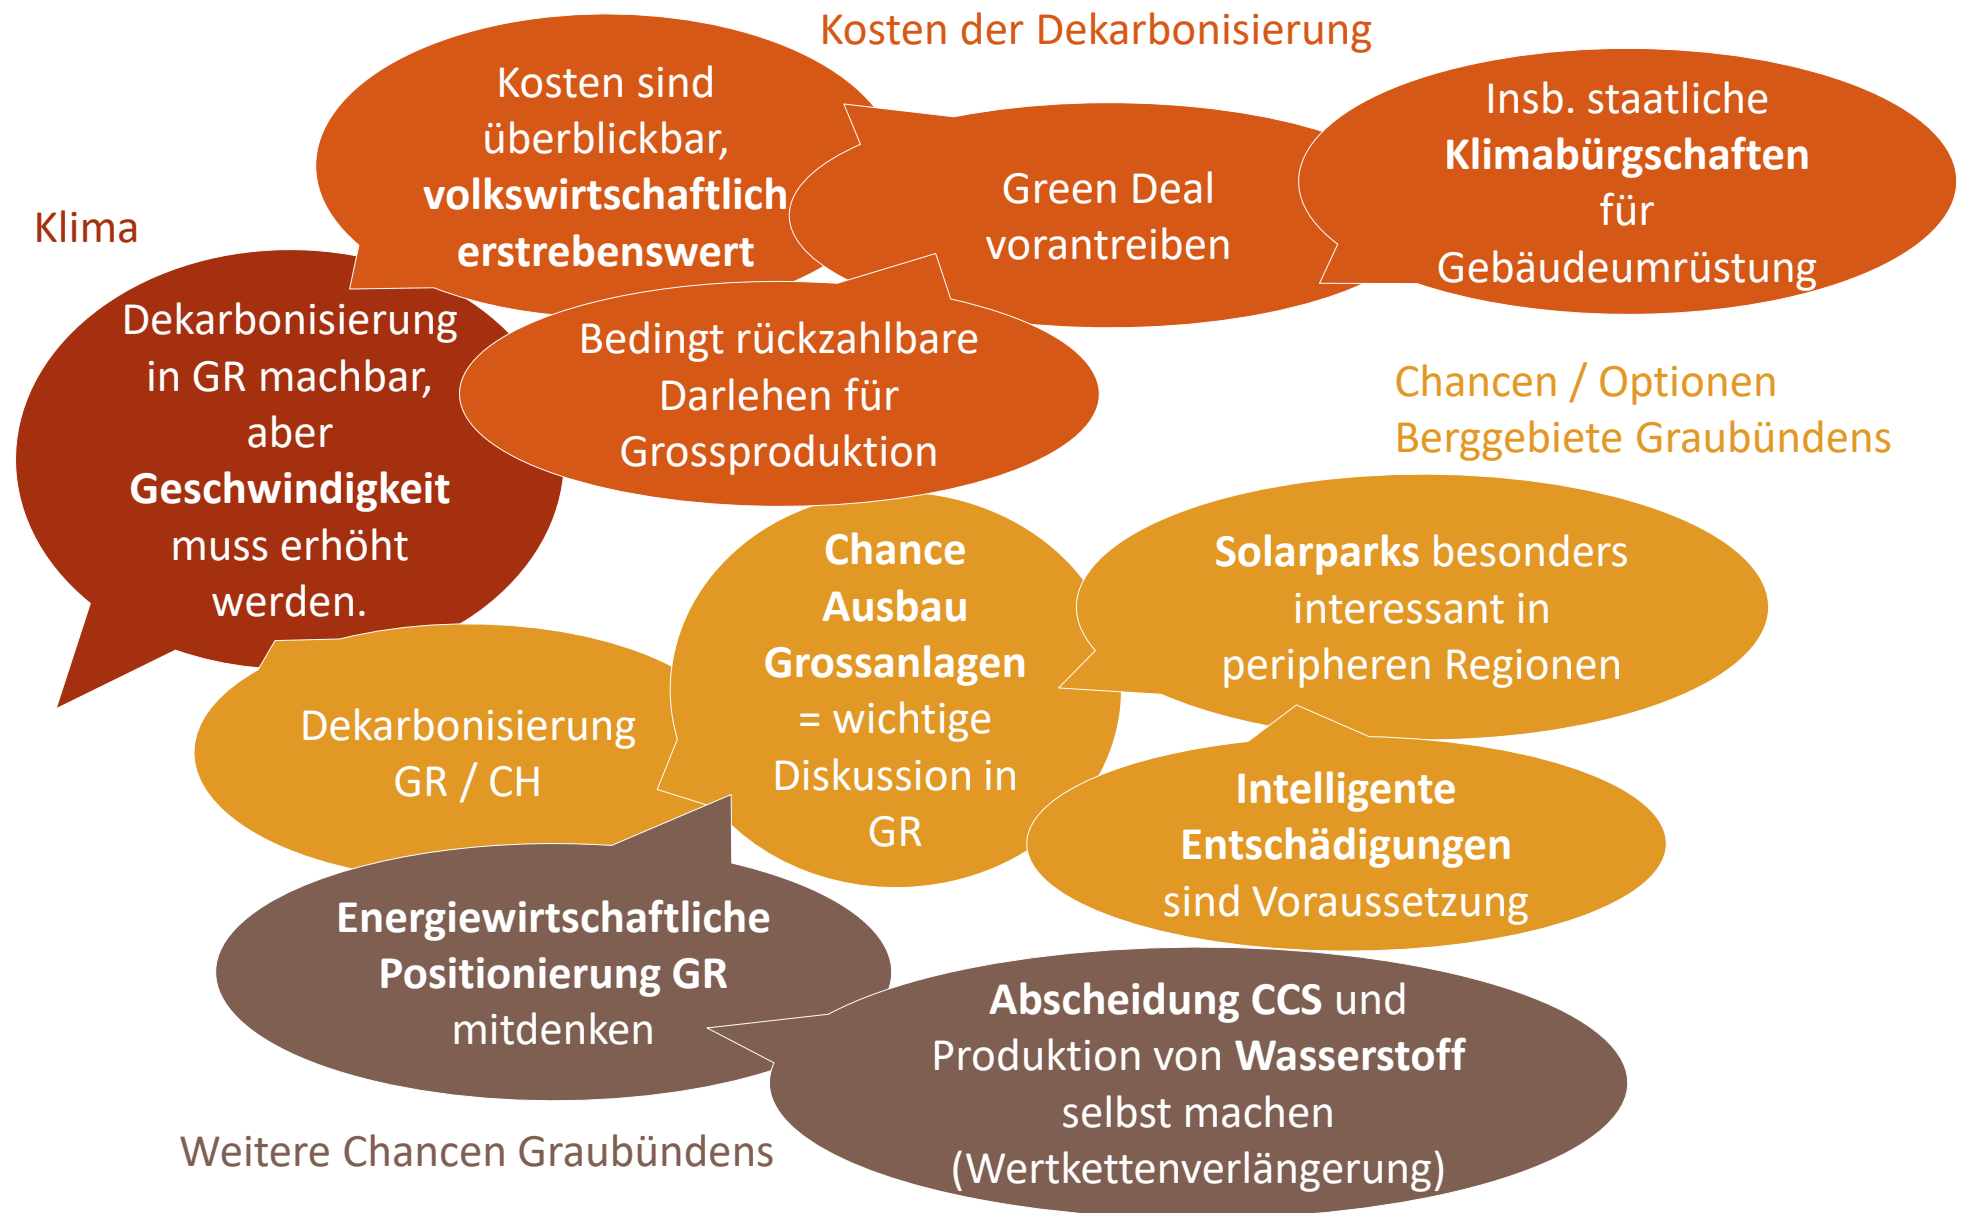 Kosten der Dekarbonisierung
Kosten sind
überblickbar,
volkswirtschaftlich
erstrebenswert
Green Deal
vorantreiben
Insb. staatliche
Klimabürgschaften
für
Gebäudeumrüstung
Bedingt rückzahlbare
Darlehen für
Grossproduktion
Klima
Dekarbonisierung
in GR machbar,
aber
Geschwindigkeit
muss erhöht
werden.
Chancen / Optionen
Berggebiete Graubündens
Dekarbonisierung
GR / CH
Chance
Ausbau
Grossanlagen
= wichtige
Diskussion in
GR
Solarparks besonders
interessant in
peripheren Regionen
Intelligente
Entschädigungen
sind Voraussetzung
Energiewirtschaftliche
Positionierung GR
mitdenken
Abscheidung CCS und
Produktion von Wasserstoff
selbst machen
(Wertkettenverlängerung)
Weitere Chancen Graubündens